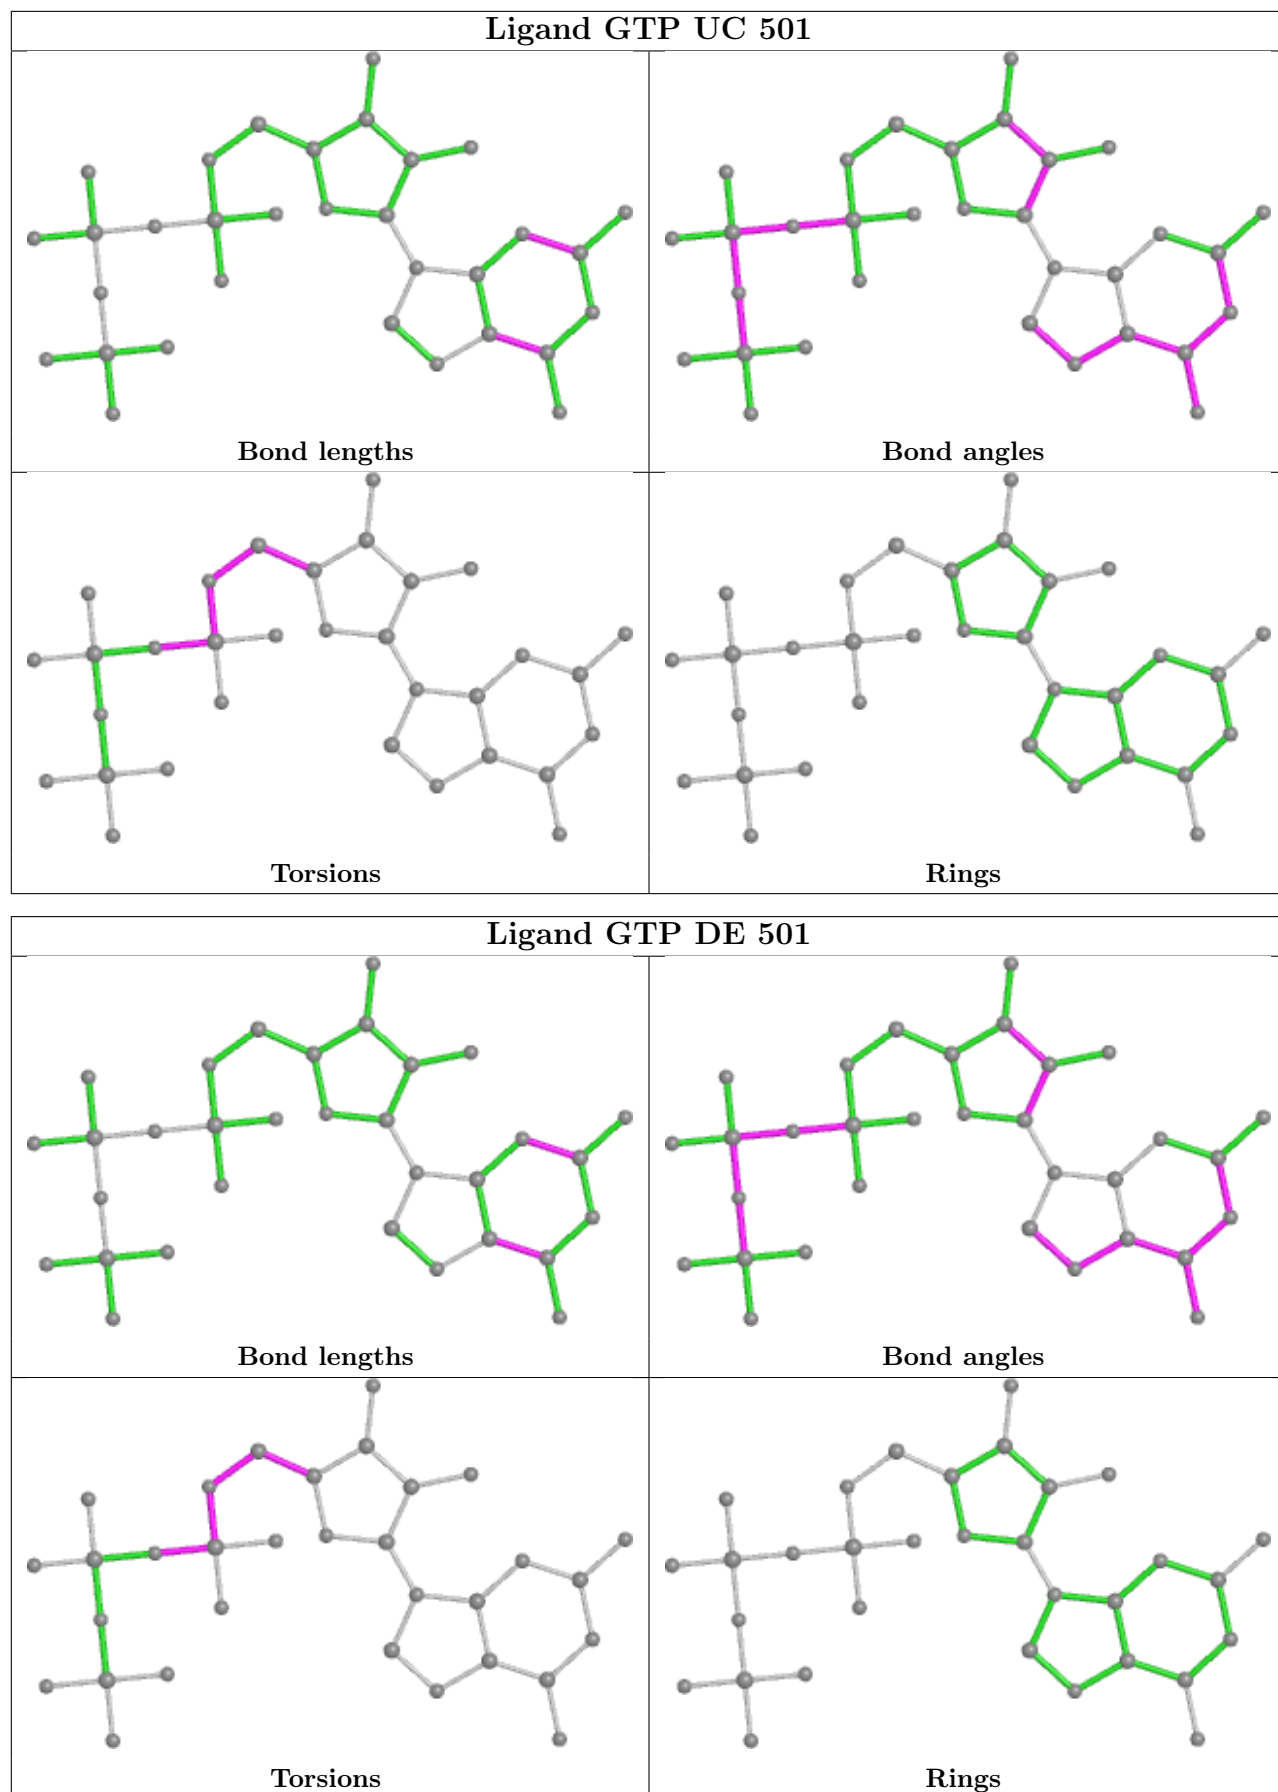 Ligand GTP UC 501
Bond lengths
Bond angles
Torsions
Rings
Ligand GTP DE 501
Bond lengths
Bond angles
Torsions
Rings